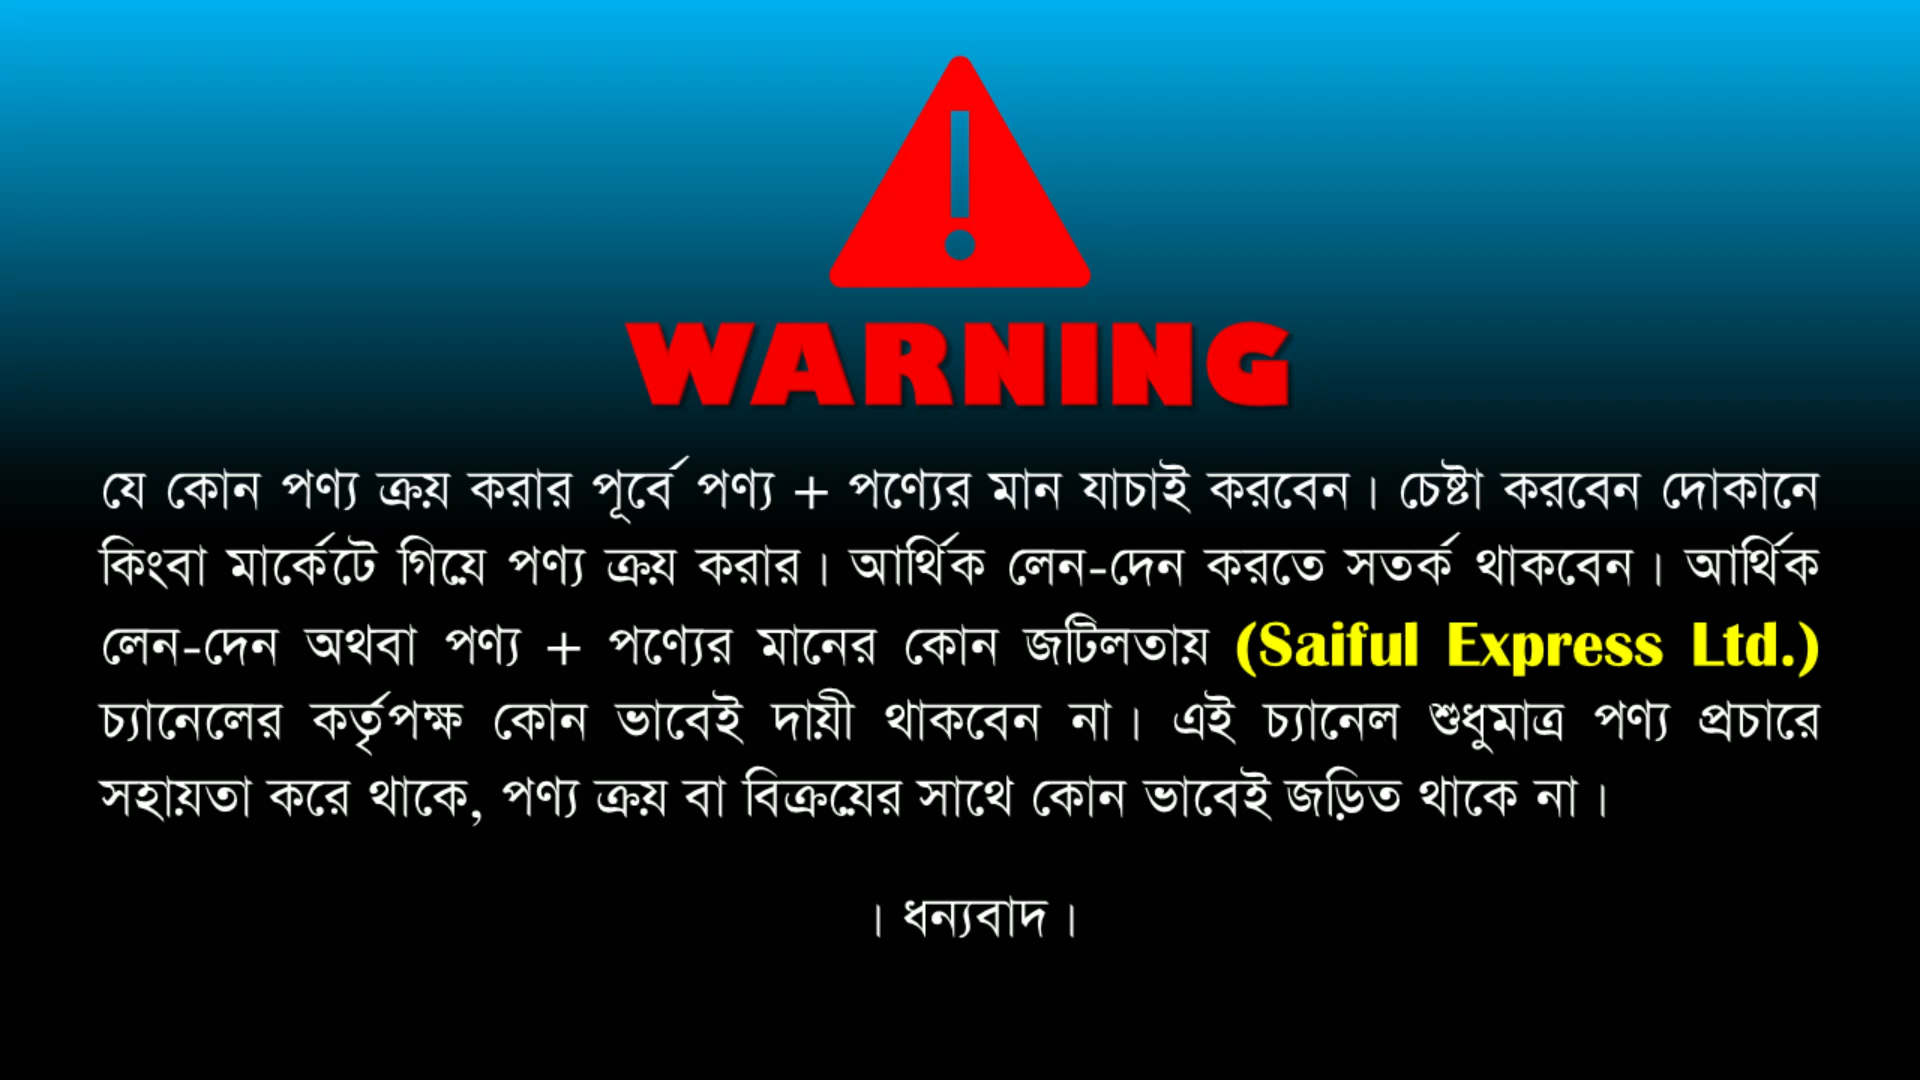 WARNING
যে কোন পণ্য ক্রয় করার পূর্বে পণ্য + পণ্যের মান যাচাই করবেন। চেষ্টা করবেন দোকানে
কিংবা মার্কেটে গিয়ে পণ্য ক্রয় করার। আর্থিক লেন-দেন করতে সতর্ক থাকবেন। আর্থিক
লেন-দেন অথবা পণ্য + পণ্যের মানের কোন জটিলতায় (Saiful Express Ltd.)
চ্যানেলের কর্তৃপক্ষ কোন ভাবেই দায়ী থাকবেন না। এই চ্যানেল শুধুমাত্র পণ্য প্রচারে
সহায়তা করে থাকে, পণ্য ক্রয় বা বিক্রয়ের সাথে কোন ভাবেই জড়িত থাকে না।
। ধন্যবাদ।